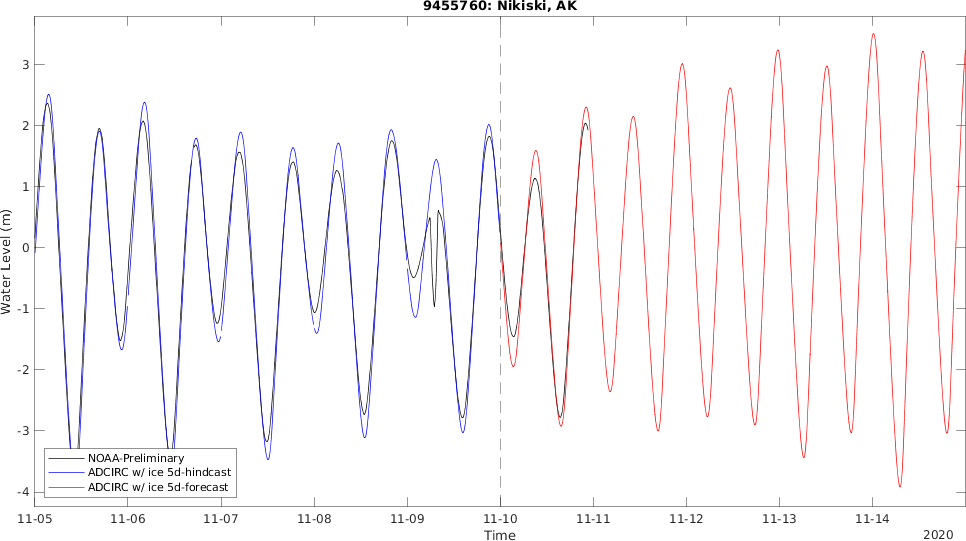 9455760: Nikiski, AK
Water Level (m)
3
2
1
0
-1
-2
-3
-4
NOAA-Preliminary
ADCIRC w/ ice 5d-hindcast
ADCIRC w/ ice 5d-forecast
11-05 11-06 11-07 11-08 11-09 11-10 11-11 11-12 11-13 11-14
Time
2020